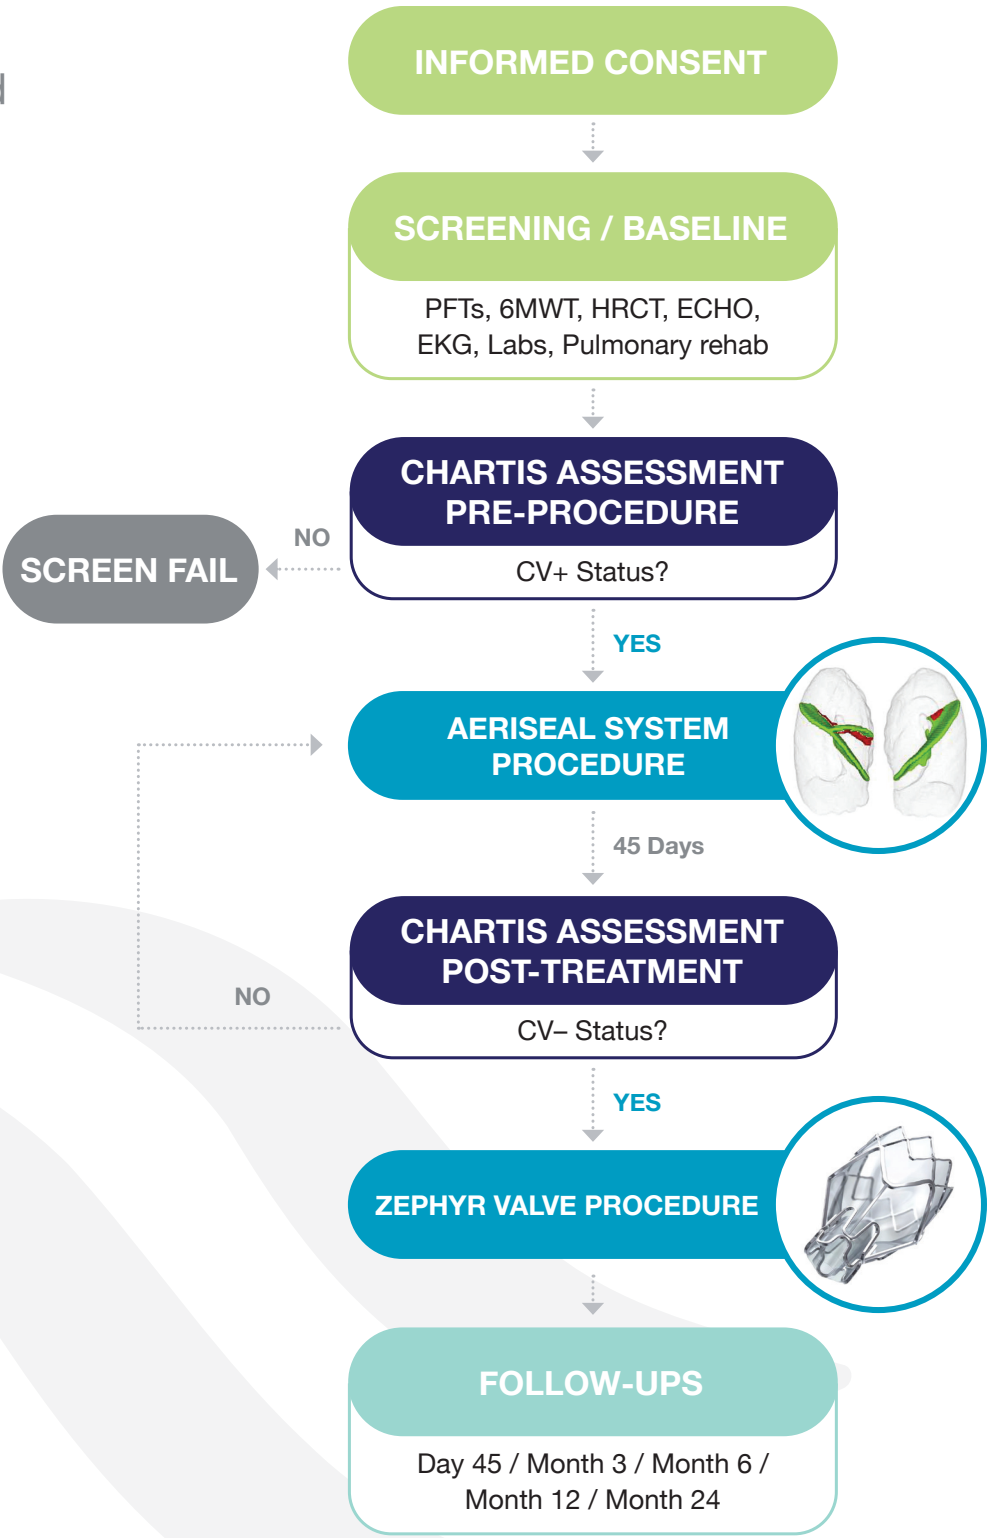 INFORMED CONSENT
SCREENING / BASELINE
PFTs, 6MWT, HRCT, ECHO,
EKG, Labs, Pulmonary rehab
CHARTIS ASSESSMENT
PRE-PROCEDURE
CV+ Status?
NO
SCREEN FAIL
YES
AERISEAL SYSTEM
PROCEDURE
45 Days
CHARTIS ASSESSMENT
POST-TREATMENT
CV– Status?
NO
YES
ZEPHYR VALVE PROCEDURE
FOLLOW-UPS
Day 45 / Month 3 / Month 6 /
Month 12 / Month 24